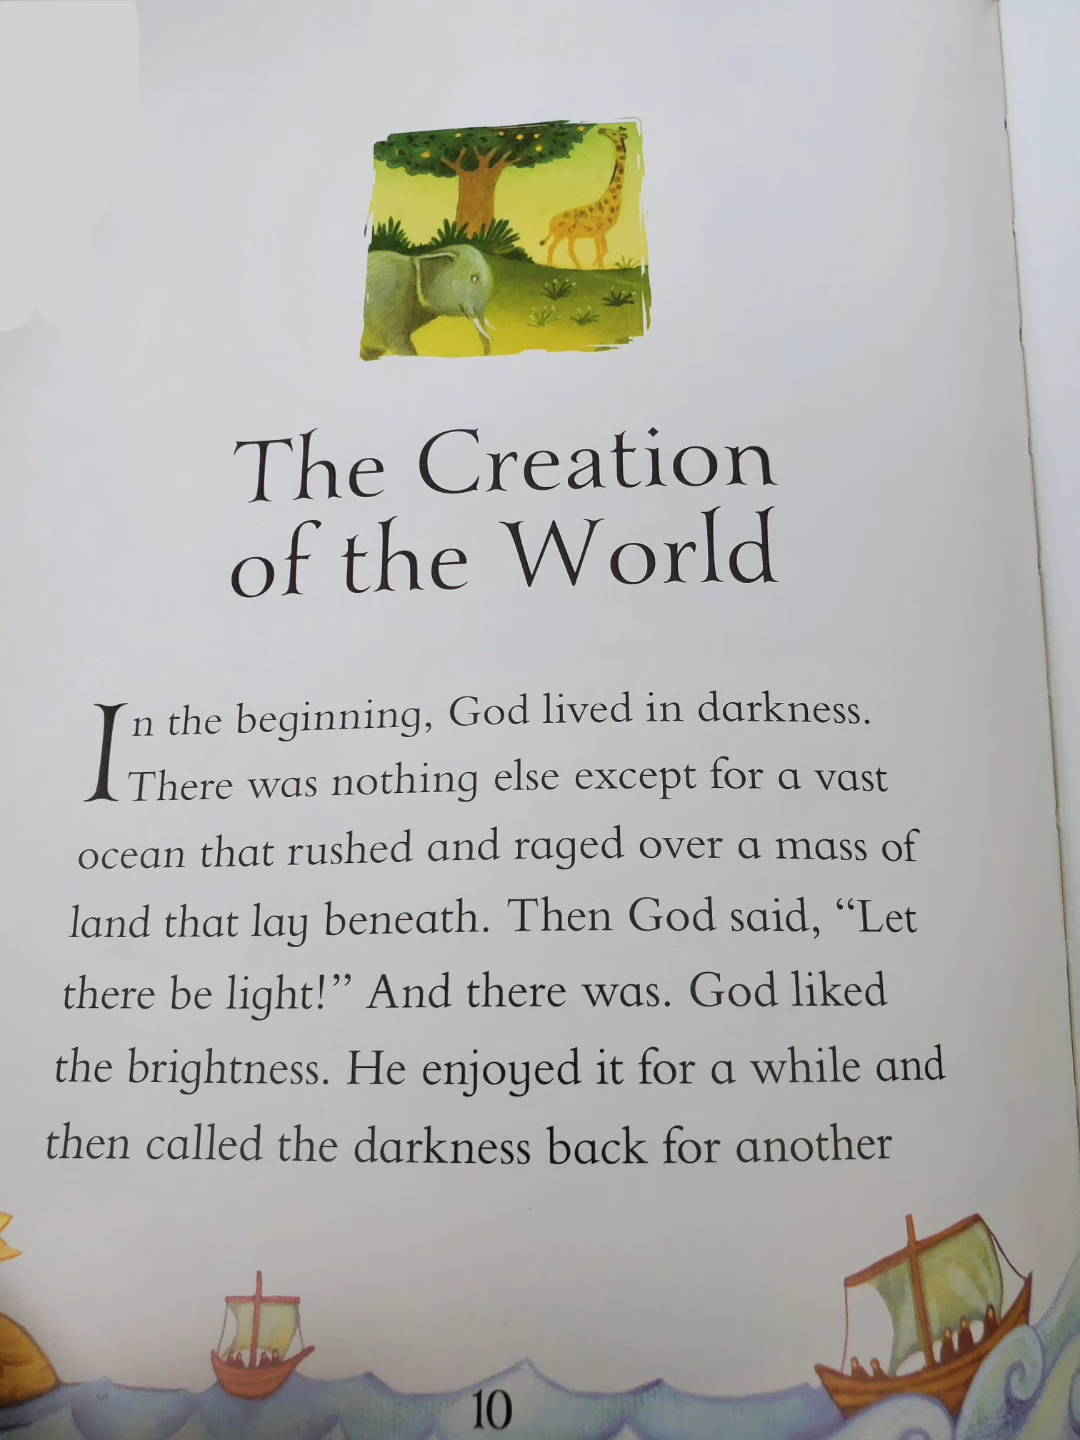 The Creation
of the World
In the beginning, God lived in darkness.
There was nothing else except for a vast
ocean that rushed and raged over a mass of
land that lay beneath. Then God said, “Let
there be light!” And there was. God liked
the brightness. He enjoyed it for a while and
then called the darkness back for another
10